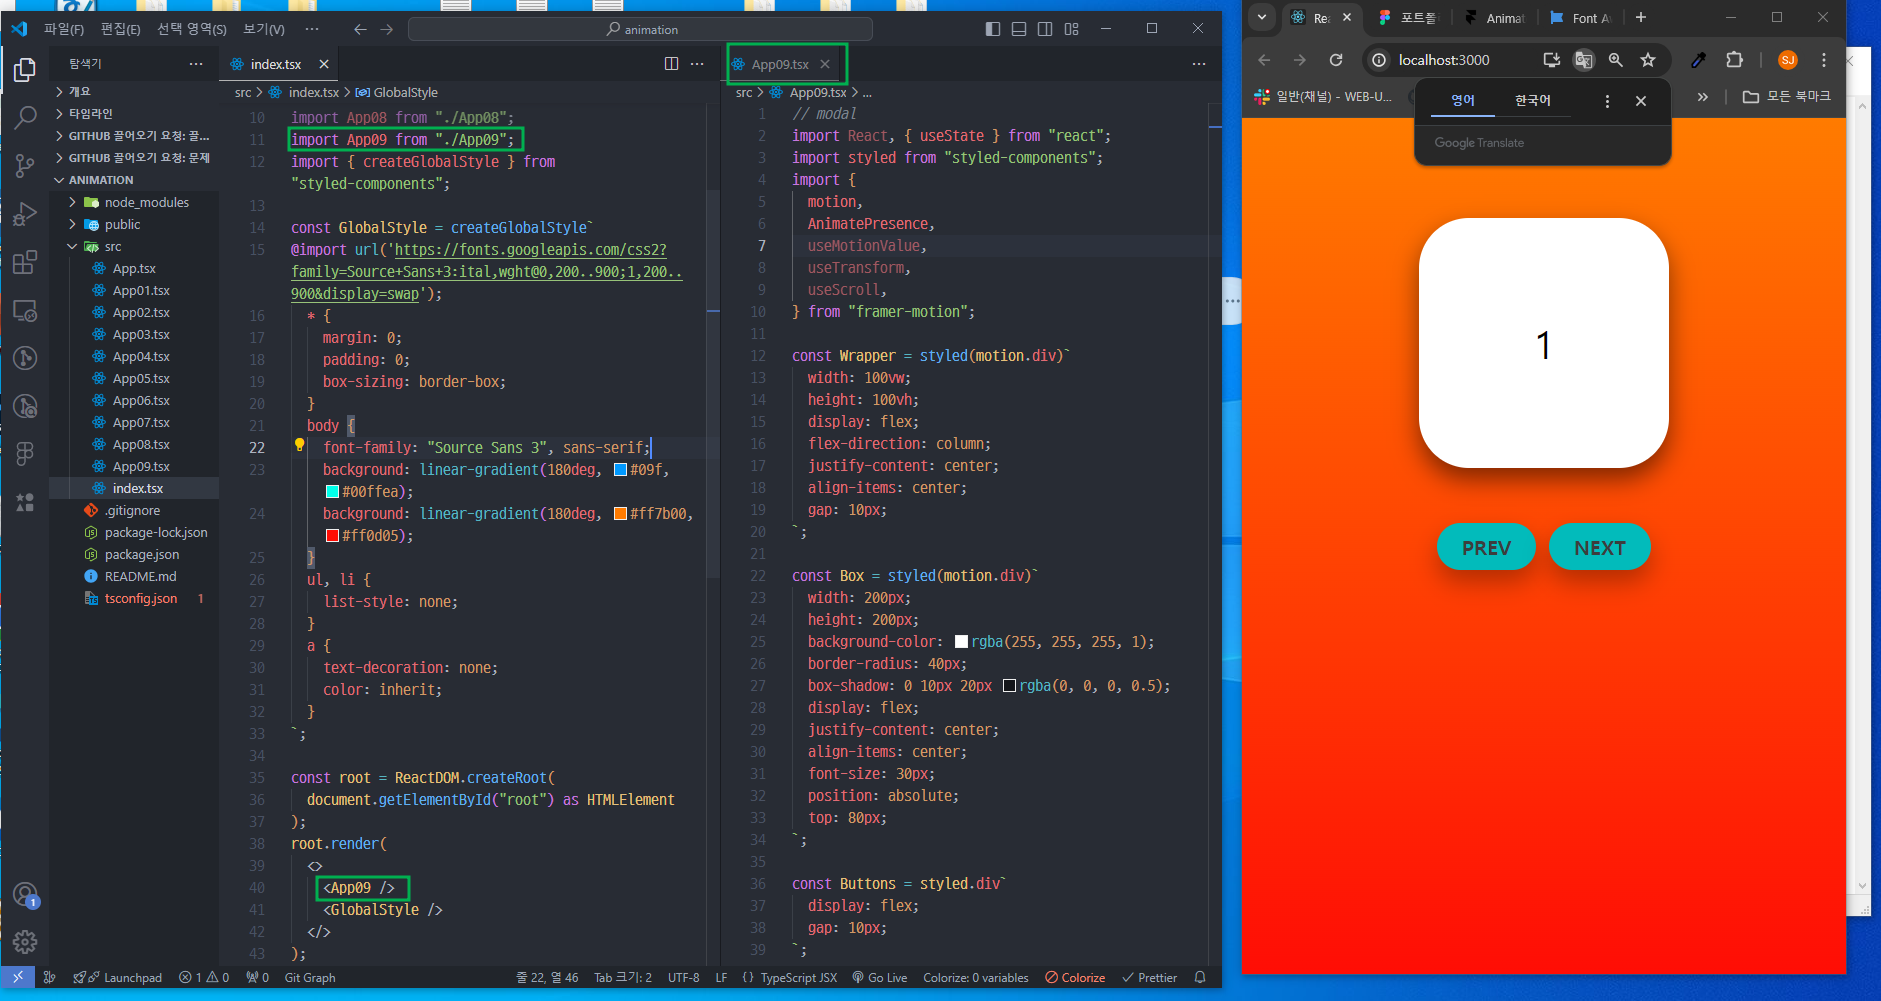 파일(F) 편집(E) 선택 영역(S) 보기(V) ··· animation
탐색기 ···
개요
타임라인
GITHUB 끌어오기 요청: 끌...
GITHUB 끌어오기 요청: 문제
ANIMATION
node_modules
public
src
App.tsx
App01.tsx
App02.tsx
App03.tsx
App04.tsx
App05.tsx
App06.tsx
App07.tsx
App08.tsx
App09.tsx
index.tsx
.gitignore
package-lock.json
package.json
README.md
tsconfig.json 1
1
index.tsx
src > index.tsx > GlobalStyle
10 import App08 from "./App08";
11 import App09 from "./App09";
12 import { createGlobalStyle } from
"styled-components";
13
14 const GlobalStyle = createGlobalStyle`
15 @import url('https://fonts.googleapis.com/css2?
family=Source+Sans+3:ital,wght@0,200..900;1,200..
900&display=swap');
16 * {
17 margin: 0;
18 padding: 0;
19 box-sizing: border-box;
20 }
21 body {
22 font-family: "Source Sans 3", sans-serif;
23 background: linear-gradient(180deg, #09f,
#00ffea);
24 background: linear-gradient(180deg, #ff7b00,
#ff0d05);
25 }
26 ul, li {
27 list-style: none;
28 }
29 a {
30 text-decoration: none;
31 color: inherit;
32 }
33 `;
34
35 const root = ReactDOM.createRoot(
36 document.getElementById("root") as HTMLElement
37 );
38 root.render(
39 <>
40 <App09 />
41 <GlobalStyle />
42 </>
43 );
App09.tsx
src > App09.tsx > ...
1 // modal
2 import React, { useState } from "react";
3 import styled from "styled-components";
4 import {
5 motion,
6 AnimatePresence,
7 useMotionValue,
8 useTransform,
9 useScroll,
10 } from "framer-motion";
11
12 const Wrapper = styled(motion.div)`
13 width: 100vw;
14 height: 100vh;
15 display: flex;
16 flex-direction: column;
17 justify-content: center;
18 align-items: center;
19 gap: 10px;
20 `;
21
22 const Box = styled(motion.div)`
23 width: 200px;
24 height: 200px;
25 background-color: rgba(255, 255, 255, 1);
26 border-radius: 40px;
27 box-shadow: 0 10px 20px rgba(0, 0, 0, 0.5);
28 display: flex;
29 justify-content: center;
30 align-items: center;
31 font-size: 30px;
32 position: absolute;
33 top: 80px;
34 `;
35
36 const Buttons = styled.div`
37 display: flex;
38 gap: 10px;
39 `;
Launchpad 1 0 0 Git Graph 줄 22, 열 46 Tab 크기: 2 UTF-8 LF {} TypeScript JSX Go Live Colorize: 0 variables Colorize Prettier
Rea 포트폴 Animat Font A
localhost:3000 SJ
일반(채널) - WEB-U... 모든 북마크
영어 한국어
Google Translate
1
PREV NEXT